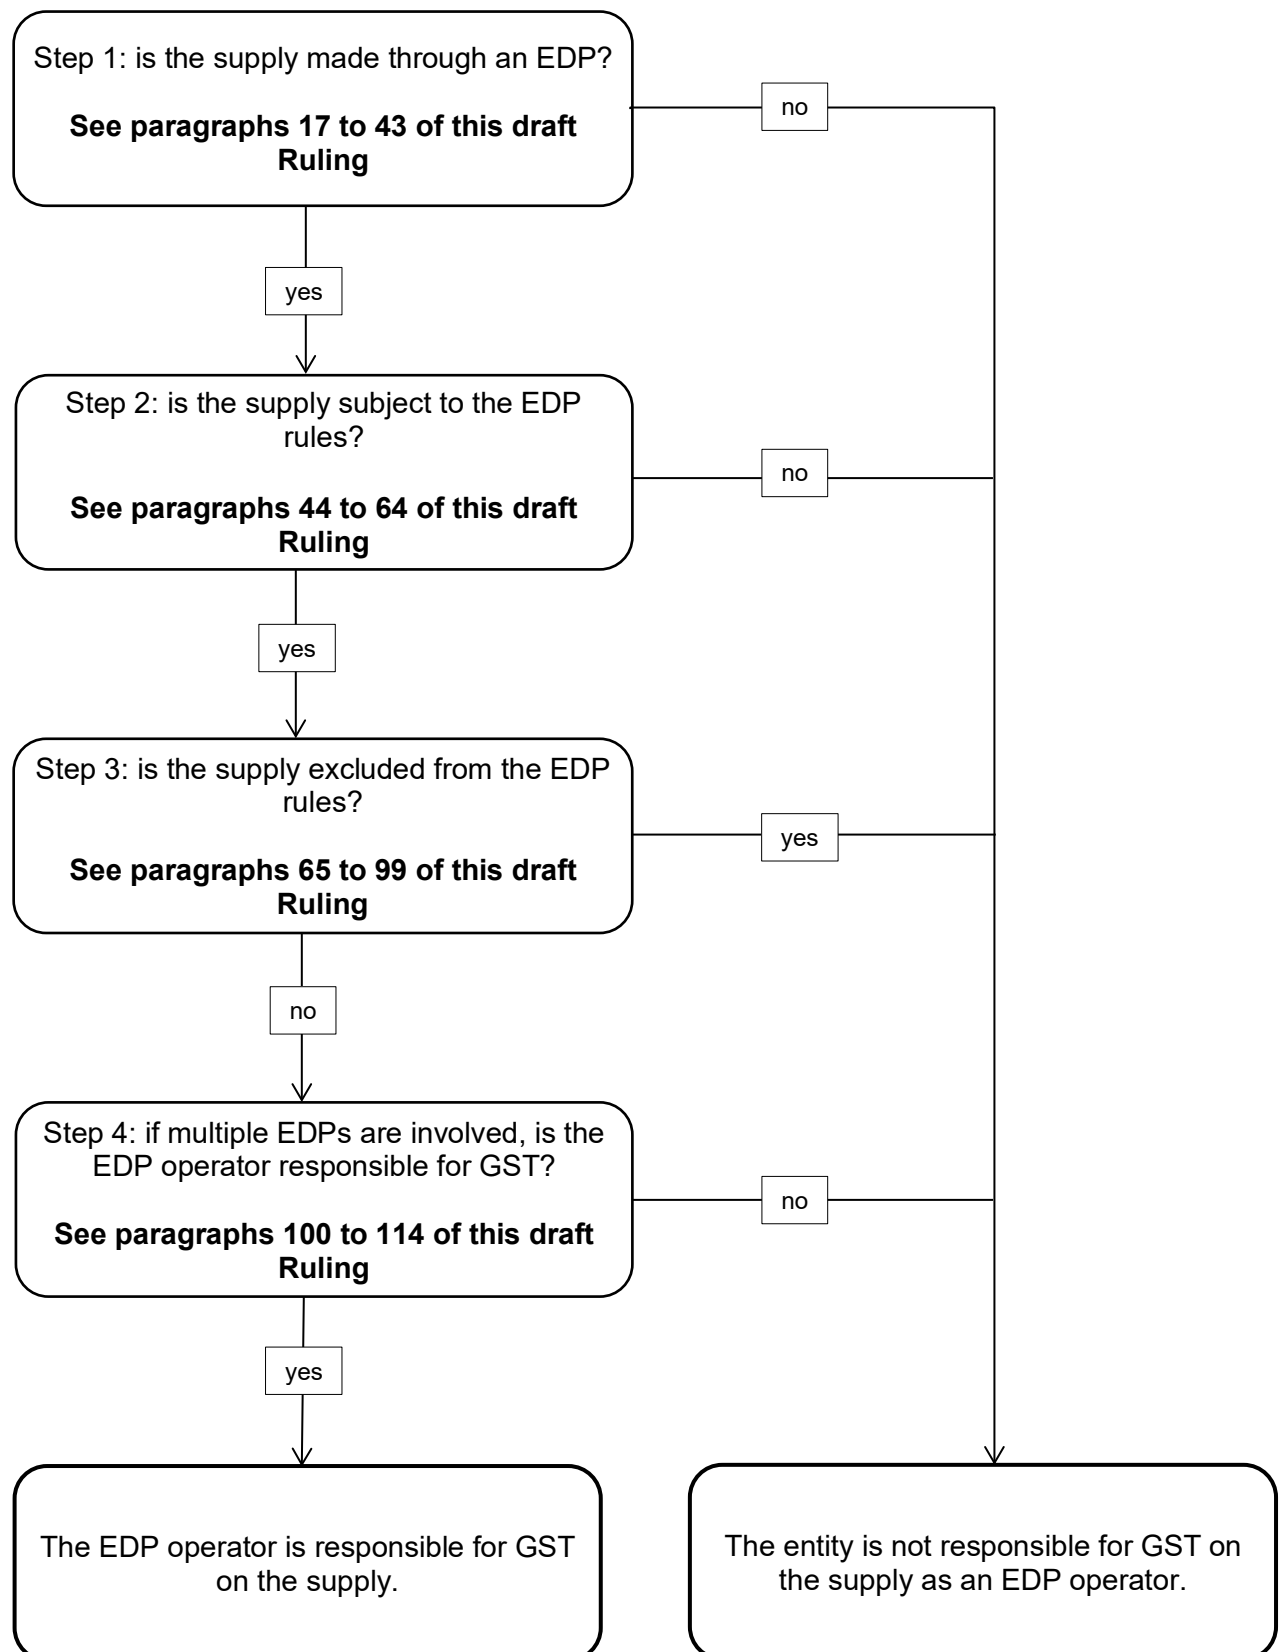 Step 1: is the supply made through an EDP?
See paragraphs 17 to 43 of this draft
Ruling
no
yes
Step 2: is the supply subject to the EDP
rules?
See paragraphs 44 to 64 of this draft
Ruling
no
yes
Step 3: is the supply excluded from the EDP
rules?
See paragraphs 65 to 99 of this draft
Ruling
yes
no
Step 4: if multiple EDPs are involved, is the
EDP operator responsible for GST?
See paragraphs 100 to 114 of this draft
Ruling
no
yes
The EDP operator is responsible for GST
on the supply.
The entity is not responsible for GST on
the supply as an EDP operator.